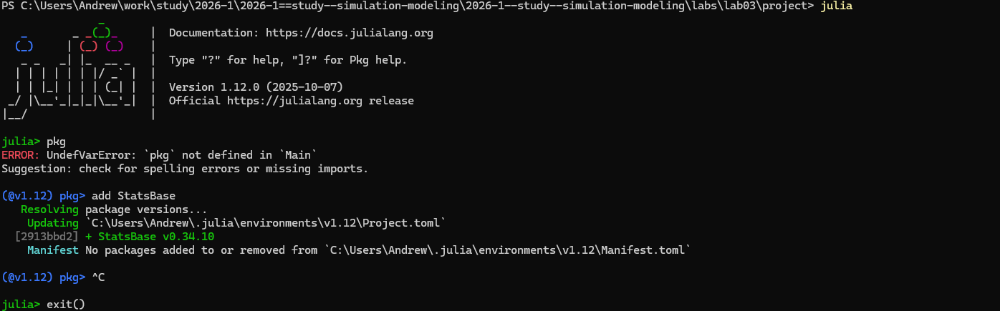 PS C:\Users\Andrew\work\study\2026-1\2026-1==study--simulation-modeling\2026-1--study--simulation-modeling\labs\lab03\project> julia
               _
   _       _ _(_)_     |  Documentation: https://docs.julialang.org
  (_)     | (_) (_)    |
   _ _   _| |_  __ _   |  Type "?" for help, "]?" for Pkg help.
  | | | | | | |/ _` |  |
  | | |_| | | | (_| |  |  Version 1.12.0 (2025-10-07)
 _/ |\__'_|_|_|\__'_|  |  Official https://julialang.org release
|__/                   |
julia> pkg
ERROR: UndefVarError: `pkg` not defined in `Main`
Suggestion: check for spelling errors or missing imports.
(@v1.12) pkg> add StatsBase
   Resolving package versions...
    Updating `C:\Users\Andrew\.julia\environments\v1.12\Project.toml`
  [2913bbd2] + StatsBase v0.34.10
    Manifest No packages added to or removed from `C:\Users\Andrew\.julia\environments\v1.12\Manifest.toml`
(@v1.12) pkg> ^C
julia> exit()